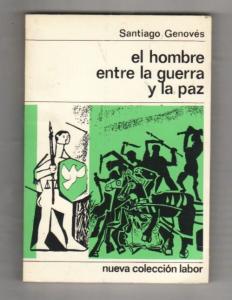 Santiago Genovés
el hombre
entre la guerra
y la paz
nueva colección labor